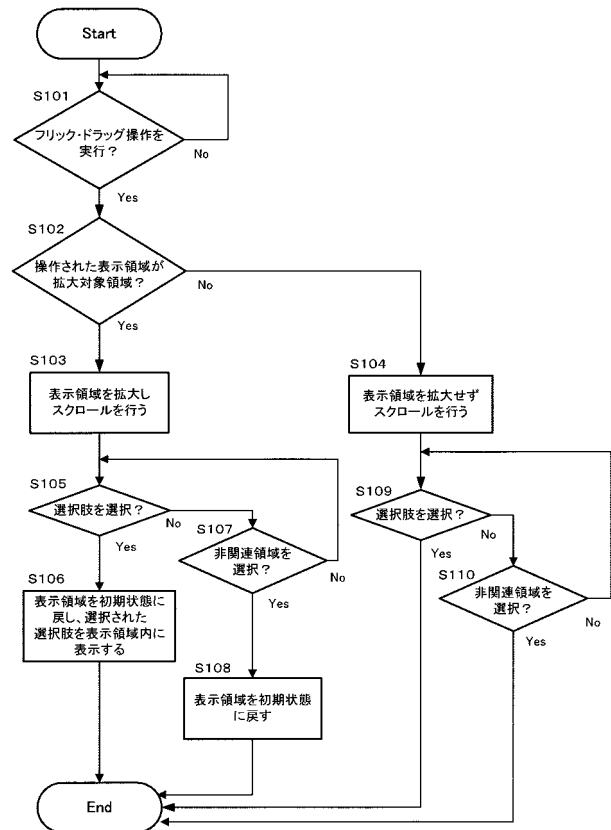 Start
S101
フリック・ドラッグ操作を
実行？
No
Yes
S102
操作された表示領域が
拡大対象領域？
No
Yes
S103
表示領域を拡大し
スクロールを行う
S104
表示領域を拡大せず
スクロールを行う
S105
選択肢を選択？
No
Yes
S107
非関連領域を
選択？
No
Yes
S109
選択肢を選択？
No
Yes
S110
非関連領域を
選択？
No
Yes
S106
表示領域を初期状態に
戻し、選択された
選択肢を表示領域内に
表示する
S108
表示領域を初期状態
に戻す
End